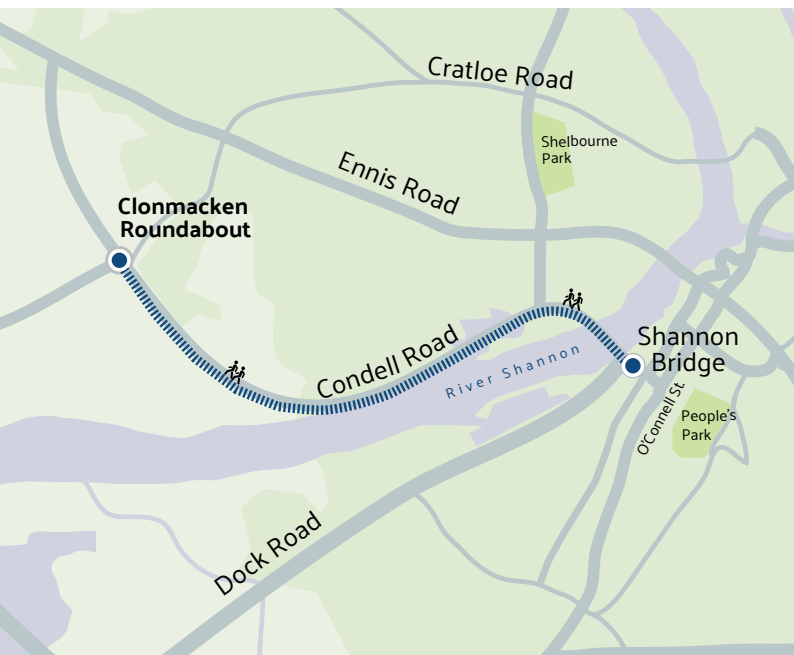 Cratloe Road
Shelbourne
Park
Ennis Road
Clonmacken
Roundabout
Condell Road
River Shannon
Shannon
Bridge
O'Connell St.
People's
Park
Dock Road